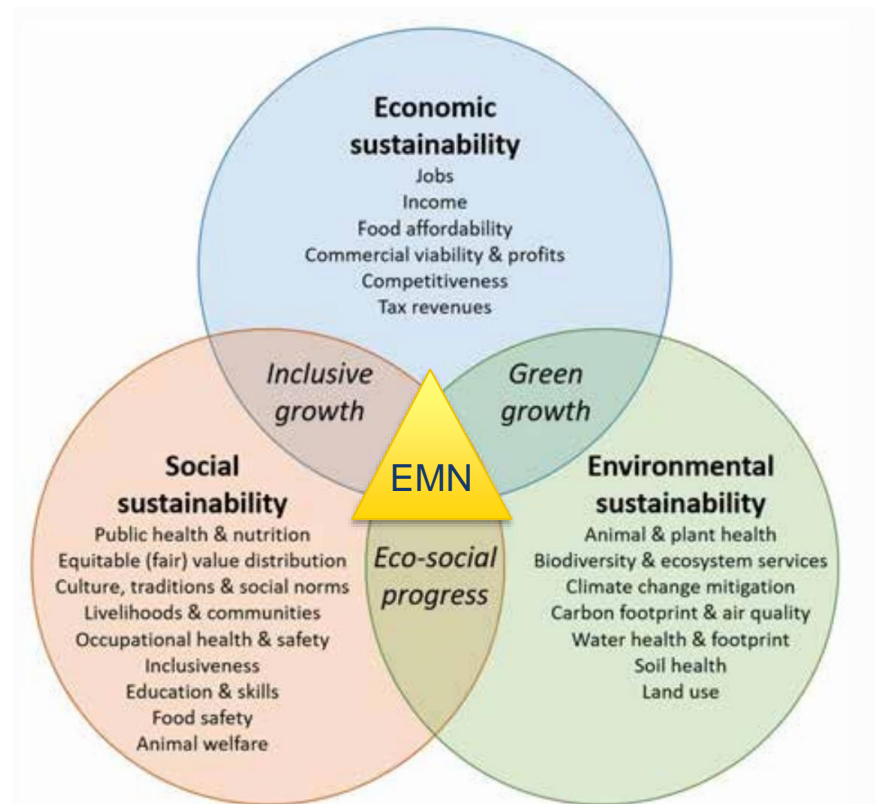 Economic
sustainability
Jobs
Income
Food affordability
Commercial viability & profits
Competitiveness
Tax revenues
Inclusive
growth
Green
growth
EMN
Social
sustainability
Public health & nutrition
Equitable (fair) value distribution
Culture, traditions & social norms
Livelihoods & communities
Occupational health & safety
Inclusiveness
Education & skills
Food safety
Animal welfare
Eco-social
progress
Environmental
sustainability
Animal & plant health
Biodiversity & ecosystem services
Climate change mitigation
Carbon footprint & air quality
Water health & footprint
Soil health
Land use